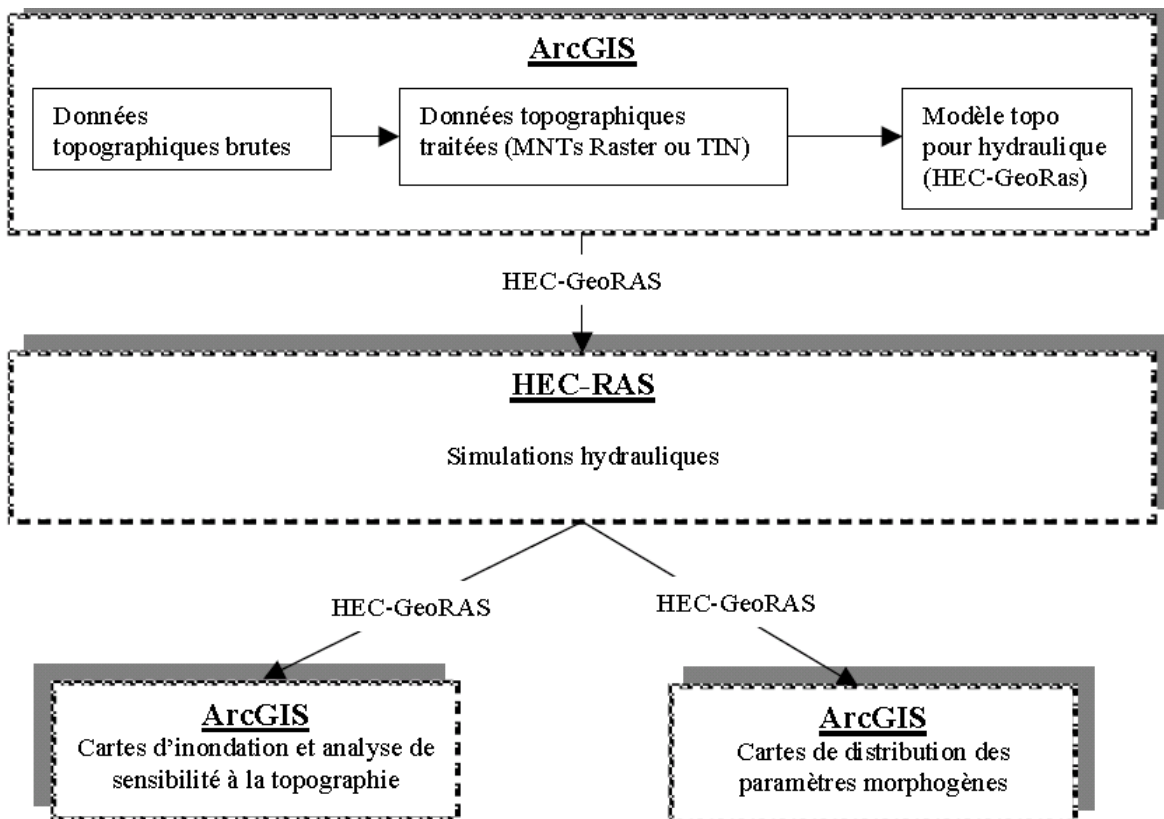 ArcGIS
Données
topographiques brutes
Données topographiques
traitées (MNTs Raster ou TIN)
Modèle topo
pour hydraulique
(HEC-GeoRas)
HEC-GeoRAS
HEC-RAS
Simulations hydrauliques
HEC-GeoRAS
HEC-GeoRAS
ArcGIS
Cartes d’inondation et analyse de
sensibilité à la topographie
ArcGIS
Cartes de distribution des
paramètres morphogènes